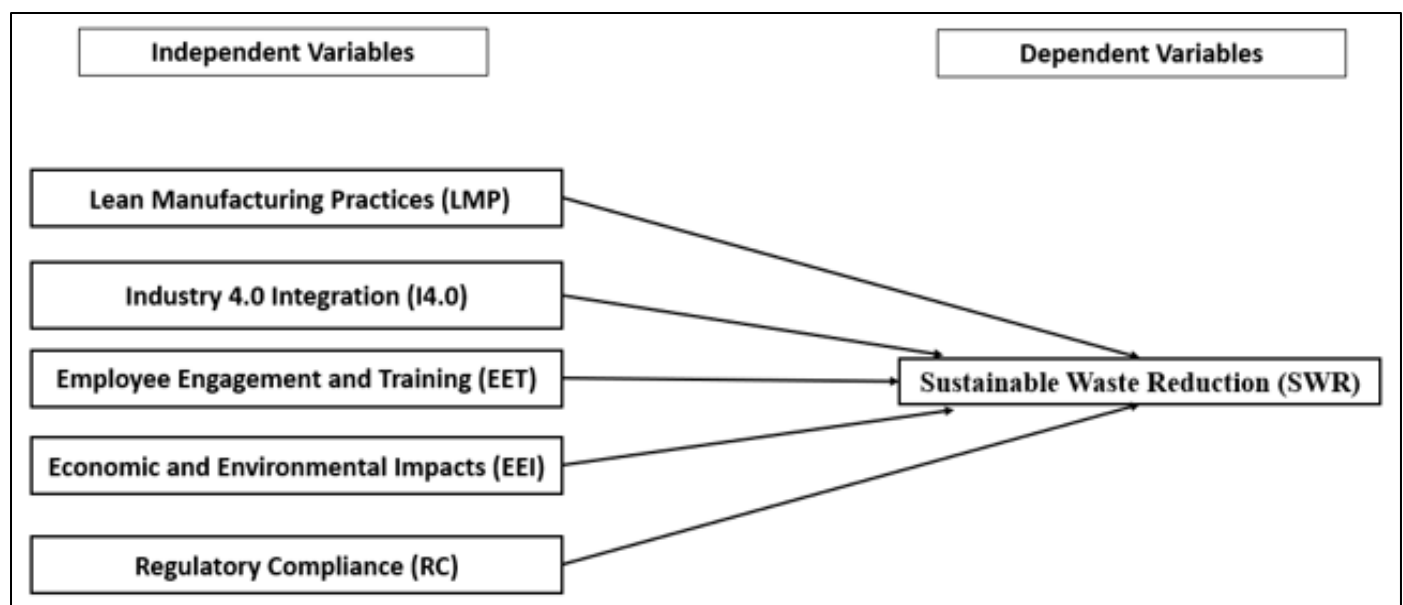 Independent Variables
Dependent Variables
Lean Manufacturing Practices (LMP)
Industry 4.0 Integration (I4.0)
Employee Engagement and Training (EET)
Sustainable Waste Reduction (SWR)
Economic and Environmental Impacts (EEI)
Regulatory Compliance (RC)